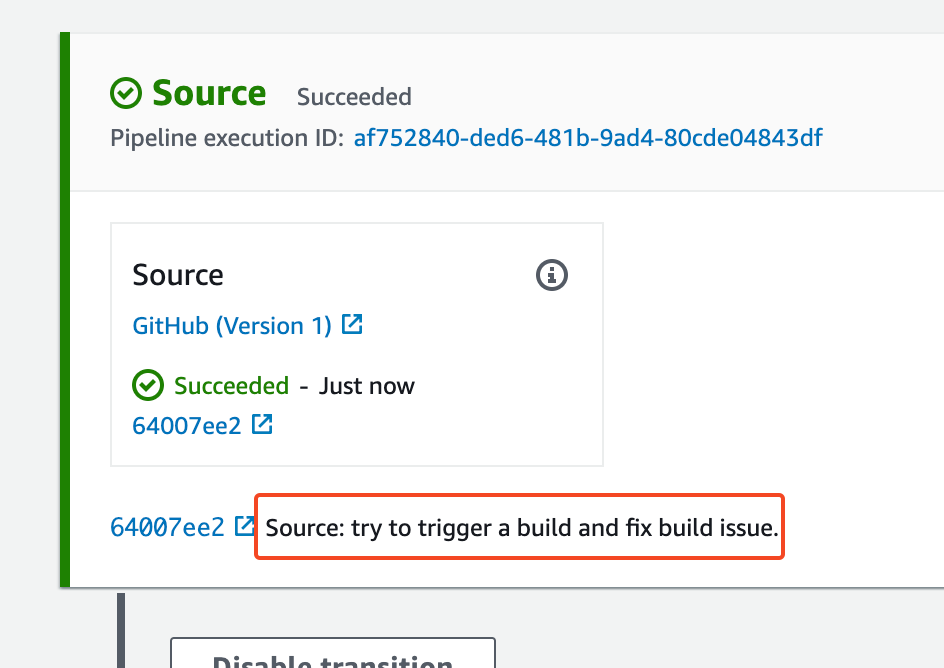 Source Succeeded
Pipeline execution ID: af752840-ded6-481b-9ad4-80cde04843df
Source
GitHub (Version 1)
Succeeded - Just now
64007ee2
64007ee2 Source: try to trigger a build and fix build issue.
Disable transition